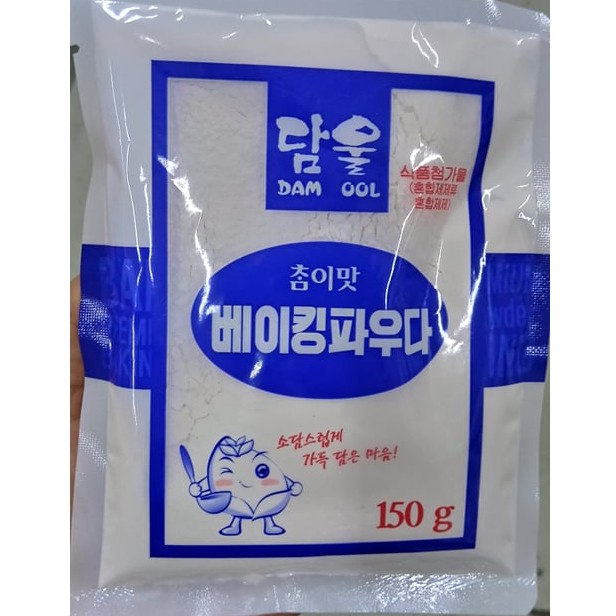 담울
DAM OOL
식품첨가물
(혼합제제류
혼합제제)
참이맛
베이킹파우다
소담스럽게
가득 담은 마음!
150 g